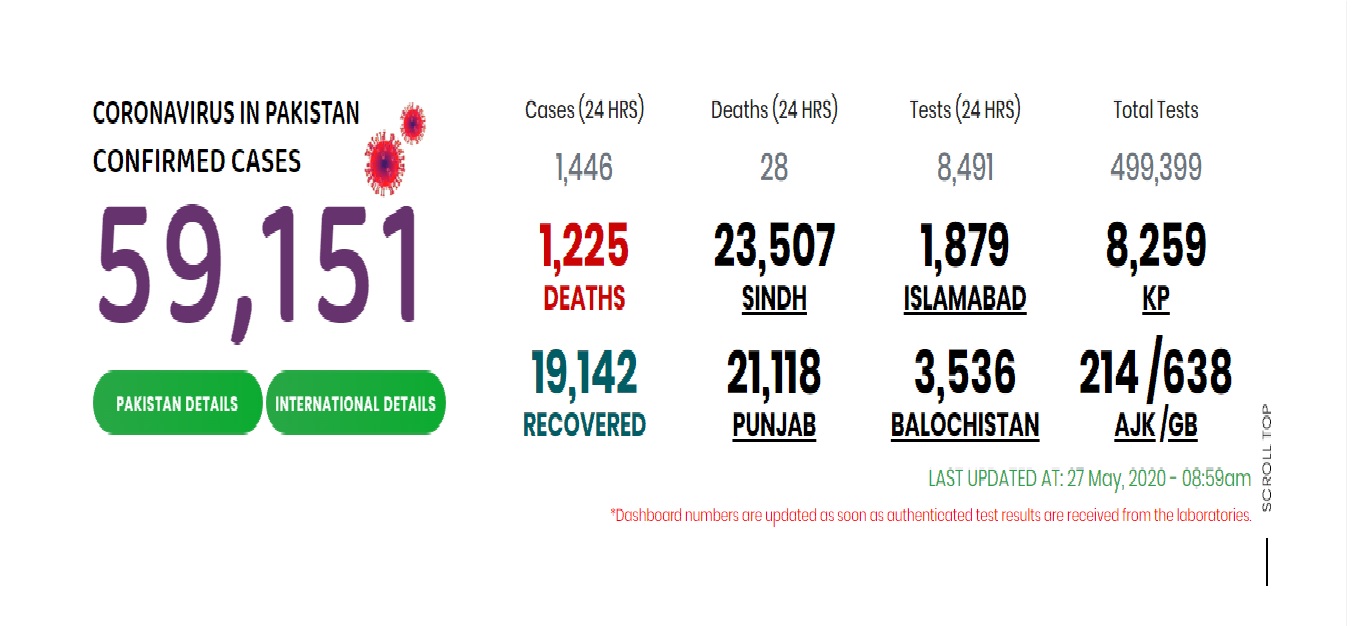 CORONAVIRUS IN PAKISTAN
CONFIRMED CASES
59,151
PAKISTAN DETAILS INTERNATIONAL DETAILS
Cases (24 HRS) Deaths (24 HRS) Tests (24 HRS) Total Tests
1,446 28 8,491 499,399
1,225 23,507 1,879 8,259
DEATHS SINDH ISLAMABAD KP
19,142 21,118 3,536 214 /638
RECOVERED PUNJAB BALOCHISTAN AJK /GB
LAST UPDATED AT: 27 May, 2020 - 08:59am
*Dashboard numbers are updated as soon as authenticated test results are received from the laboratories.
SCROLL TOP